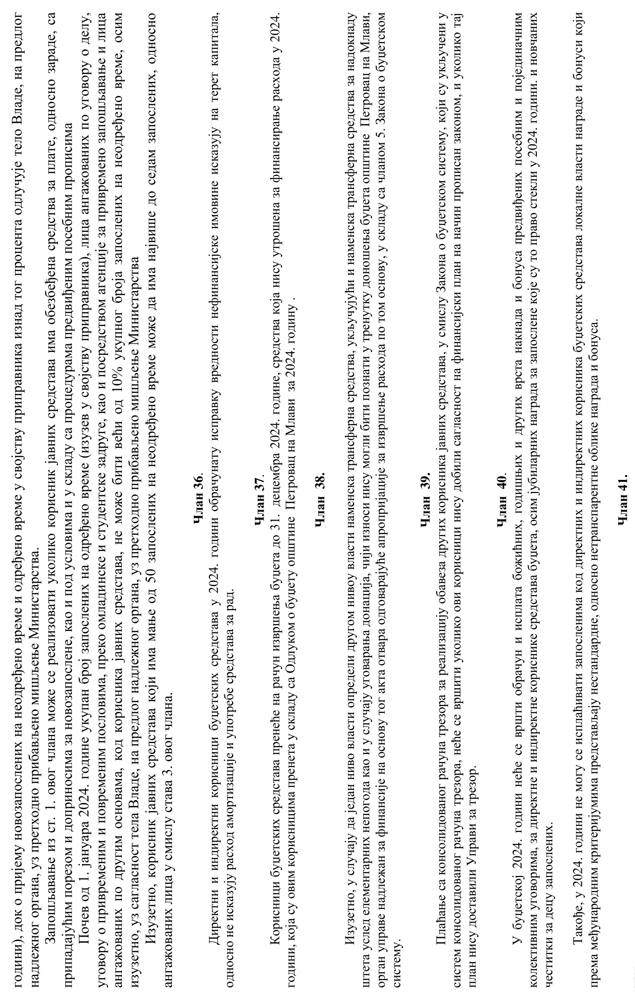 години), док о пријему новозапослених на неодређено време и одређено време у својству приправника изнад тог процента одлучује тело Владе, на предлог
надлежног органа, уз претходно прибављено мишљење Министарства.
Запошљавање из ст. 1. овог члана може се реализовати уколико корисник јавних средстава има обезбеђена средства за плате, односно зараде, са
припадајућим порезом и доприносима за новозапослене, као и под условима и у складу са процедурама предвиђеним посебним прописима
Почев од 1. јануара 2024. године укупан број запослених на одређено време (изузев у својству приправника), лица ангажованих по уговору о делу,
уговору о привременим и повременим пословима, преко омладинске и студентске задруге, као и посредством агенције за привремено запошљавање и лица
ангажованих по другим основама, код корисника јавних средстава, не може бити већи од 10% укупног броја запослених на неодређено време, осим
изузетно, уз сагласност тела Владе, на предлог надлежног органа, уз претходно прибављено мишљење Министарства
Изузетно, корисник јавних средстава који има мање од 50 запослених на неодређено време може да има највише до седам запослених, односно
ангажованих лица у смислу става 3. овог члана.
Члан 36.
Директни и индиректни корисници буџетских средстава у 2024. години обрачунату исправку вредности нефинансијске имовине исказују на терет капитала,
односно не исказују расход амортизације и употребе средстава за рад.
Члан 37.
Корисници буџетских средстава пренеће на рачун извршења буџета до 31. децембра 2024. године, средства која нису утрошена за финансирање расхода у 2024.
години, која су овим корисницима пренета у складу са Одлуком о буџету општине Петровац на Млави за 2024. годину .
Члан 38.
Изузетно, у случају да један ниво власти определи другом нивоу власти наменска трансферна средства, укључујући и наменска трансферна средства за надокнаду
штета услед елементарних непогода као и у случају уговарања донација, чији износи нису могли бити познати у тренутку доношења буџета општине Петровац на Млави,
орган управе надлежан за финансије на основу тог акта отвара одговарајуће апропријације за извршење расхода по том основу, у складу са чланом 5. Закона о буџетском
систему.
Члан 39.
Плаћање са консолидованог рачуна трезора за реализацију обавеза других корисника јавних средстава, у смислу Закона о буџетском систему, који су укључени у
систем консолидованог рачуна трезора, неће се вршити уколико ови корисници нису добили сагласност на финансијски план на начин прописан законом, и уколико тај
план нису доставили Управи за трезор.
Члан 40.
У буџетској 2024. години неће се вршти обрачун и исплата божићних, годишњих и других врста накнада и бонуса предвиђених посебним и појединачним
колективним уговорима, за директне и индиректне кориснике средстава буџета, осим јубиларних награда за запослене које су то право стекли у 2024. години. и новчаних
честитки за децу запослених.
Такође, у 2024. години не могу се исплаћивати запосленима код директних и индиректних корисника буџетских средстава локалне власти награде и бонуси који
према међународним критеријумима представљају нестандардне, односно нетранспарентне облике награда и бонуса.
Члан 41.